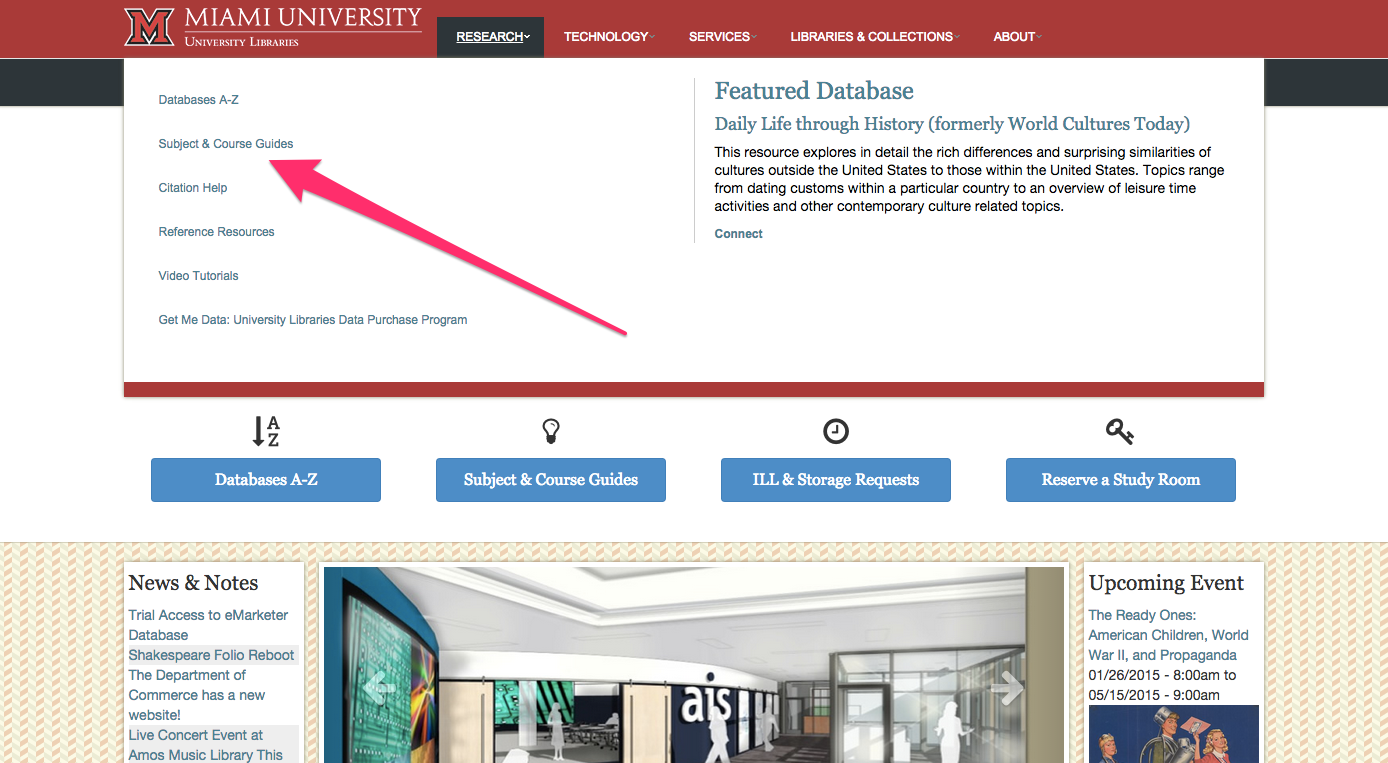 MIAMI UNIVERSITY
UNIVERSITY LIBRARIES
RESEARCH
TECHNOLOGY
SERVICES
LIBRARIES & COLLECTIONS
ABOUT
Databases A-Z
Subject & Course Guides
Citation Help
Reference Resources
Video Tutorials
Get Me Data: University Libraries Data Purchase Program
Featured Database
Daily Life through History (formerly World Cultures Today)
This resource explores in detail the rich differences and surprising similarities of
cultures outside the United States to those within the United States. Topics range
from dating customs within a particular country to an overview of leisure time
activities and other contemporary culture related topics.
Connect
A
Z
Databases A-Z
Subject & Course Guides
ILL & Storage Requests
Reserve a Study Room
News & Notes
Trial Access to eMarketer
Database
Shakespeare Folio Reboot
The Department of
Commerce has a new
website!
Live Concert Event at
Amos Music Library This
ais
Upcoming Event
The Ready Ones:
American Children, World
War II, and Propaganda
01/26/2015 - 8:00am to
05/15/2015 - 9:00am